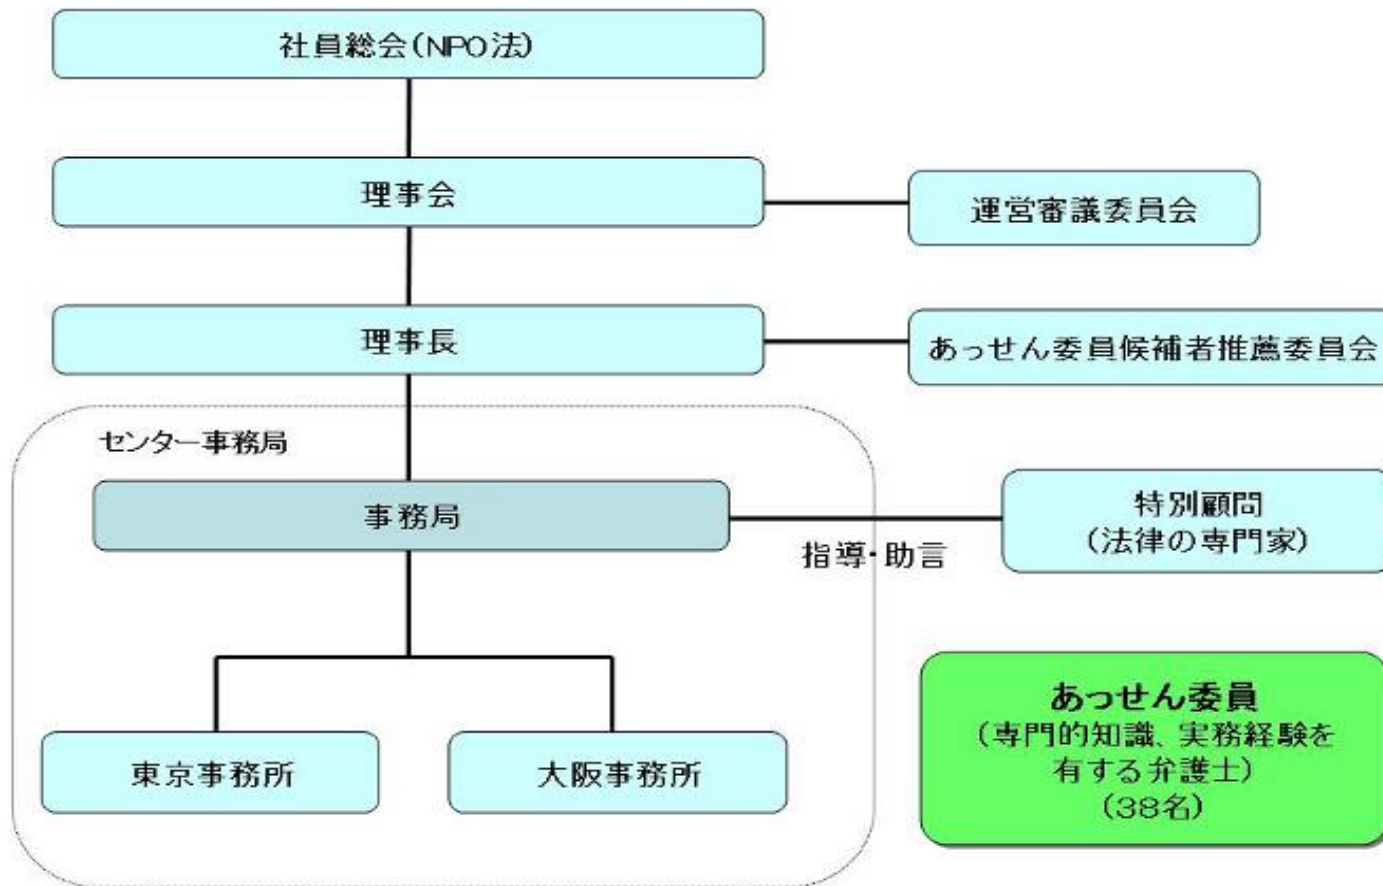 社員総会(NPO法)
理事会
運営審議委員会
理事長
あっせん委員候補者推薦委員会
センター事務局
事務局
特別顧問
(法律の専門家)
指導・助言
東京事務所
大阪事務所
あっせん委員
(専門的知識、実務経験を
有する弁護士)
(38名)